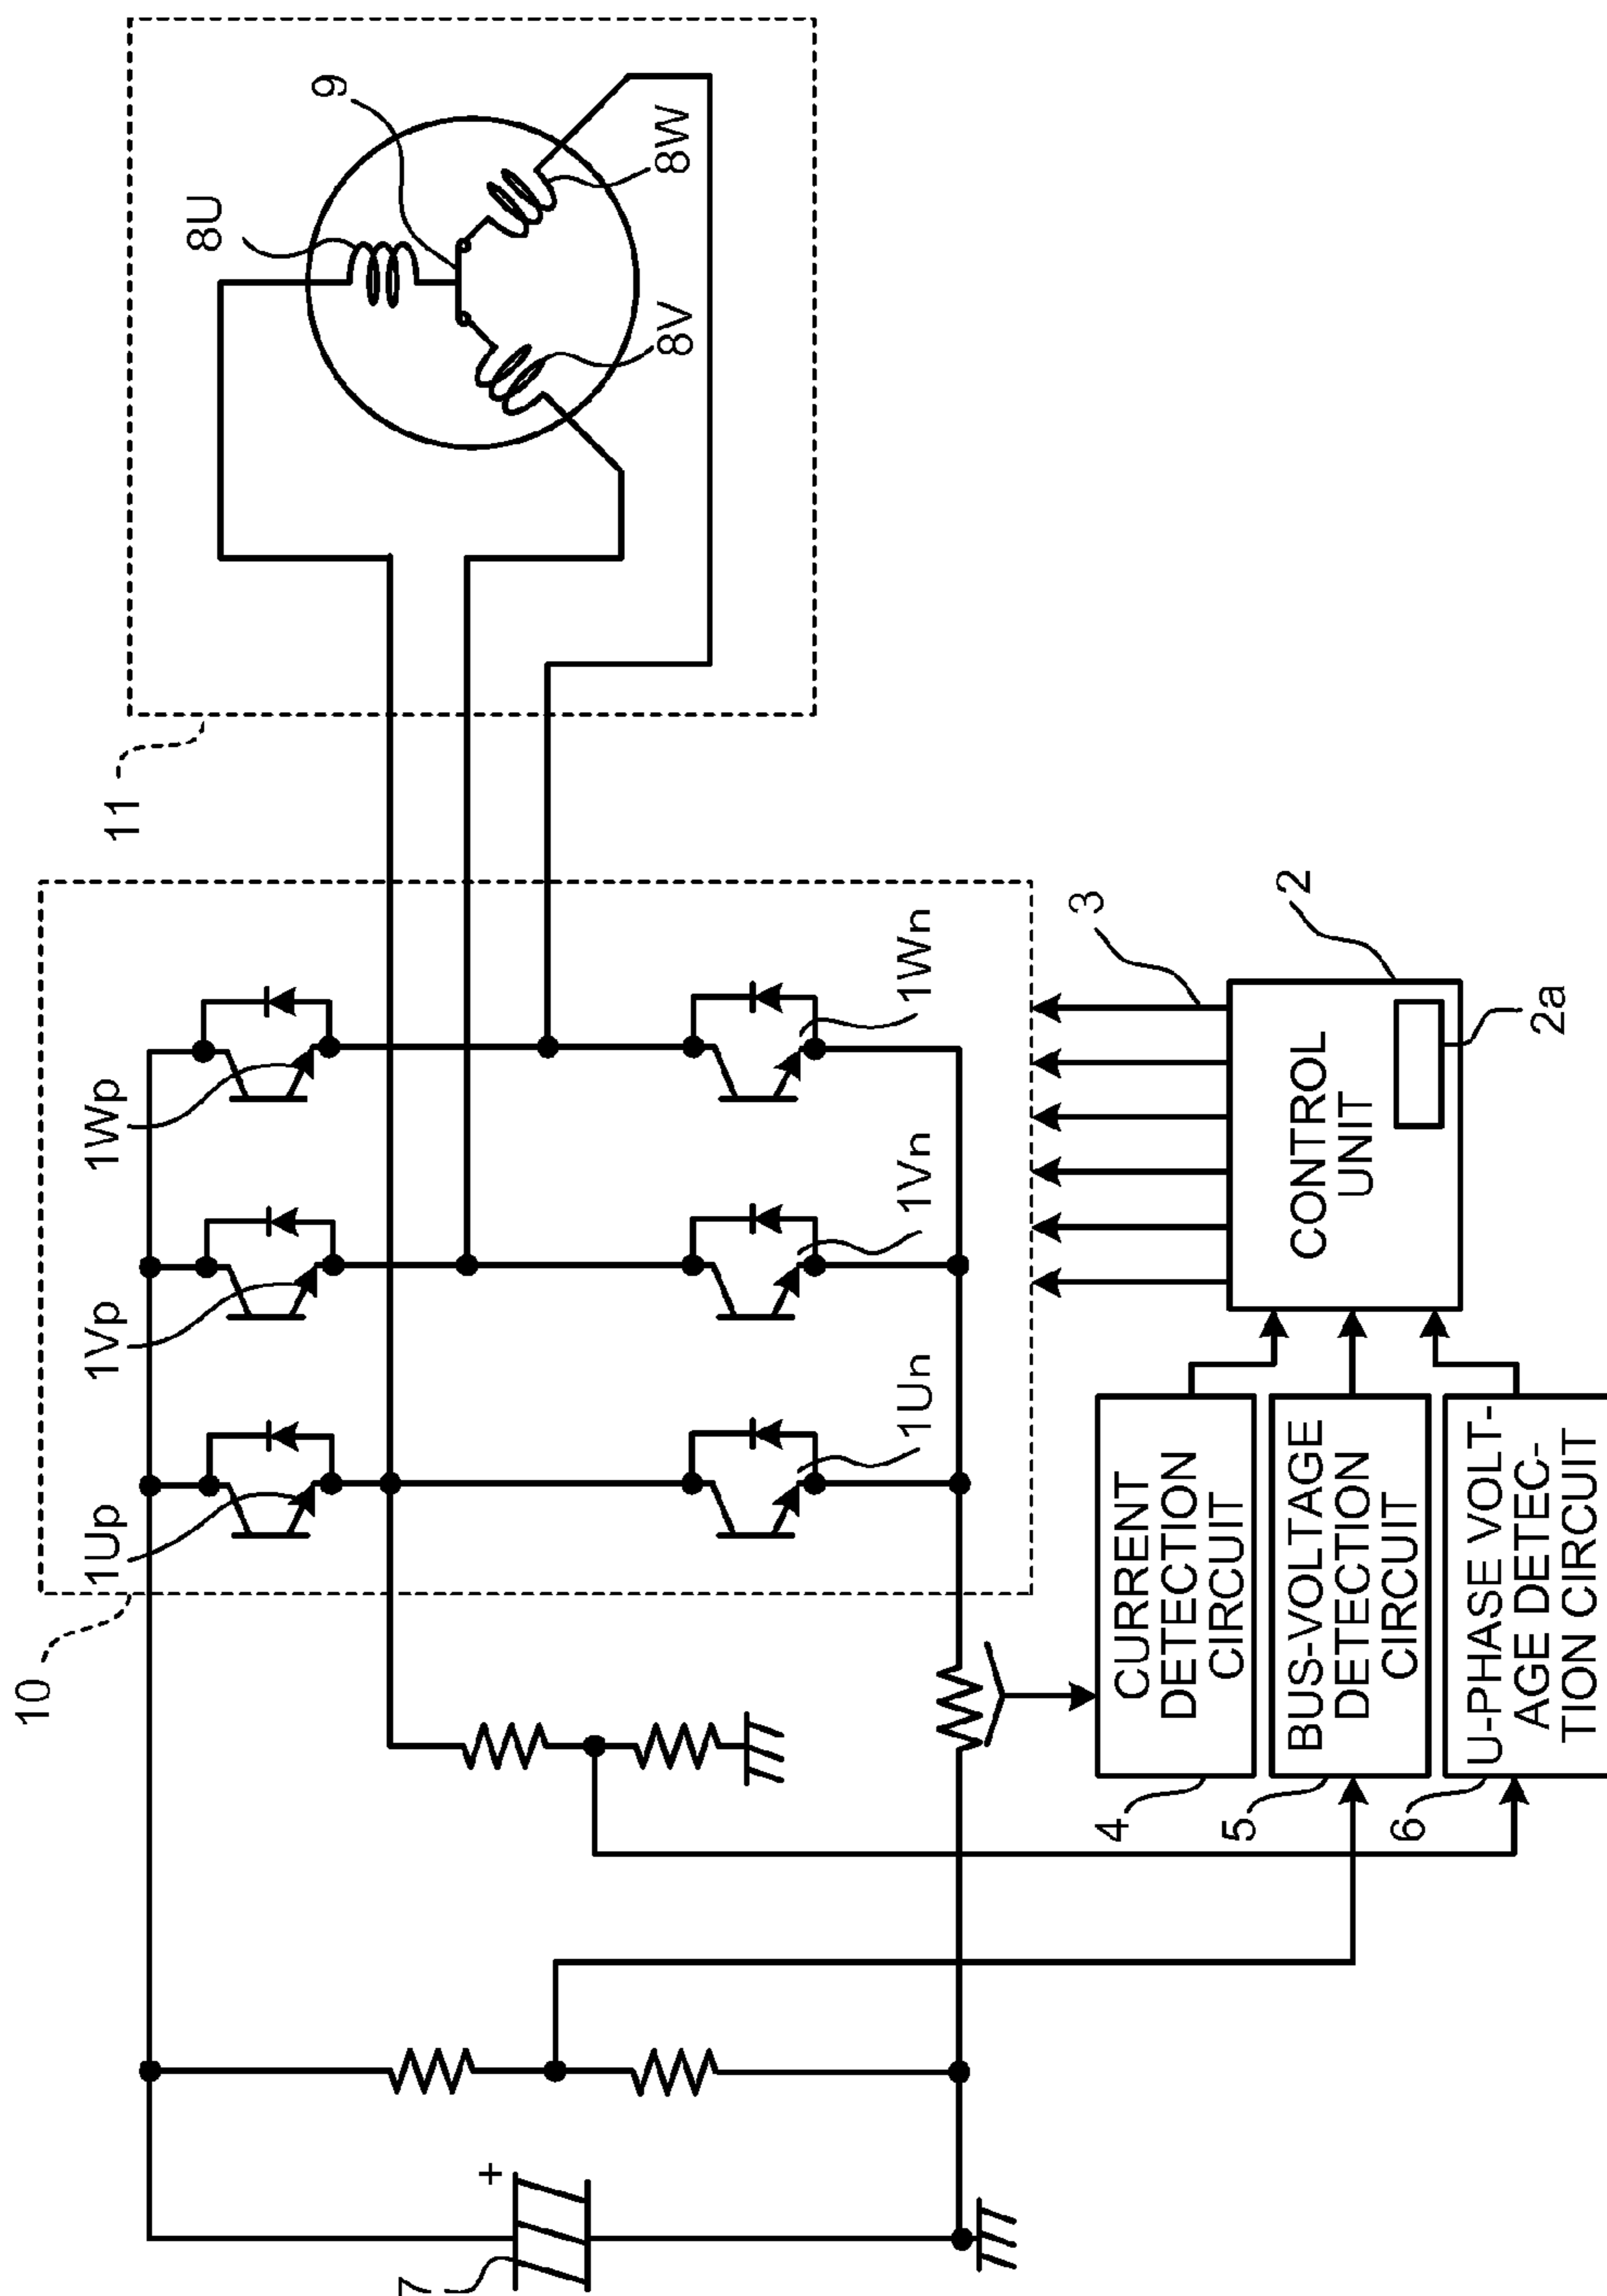 10
11
1Up
1Vp
1Wp
1Un
1Vn
1Wn
8U
9
8V
8W
7
+
3
2
CONTROL
UNIT
2a
4
CURRENT
DETECTION
CIRCUIT
5
BUS-VOLTAGE
DETECTION
CIRCUIT
6
U-PHASE VOLT-
AGE DETEC-
TION CIRCUIT